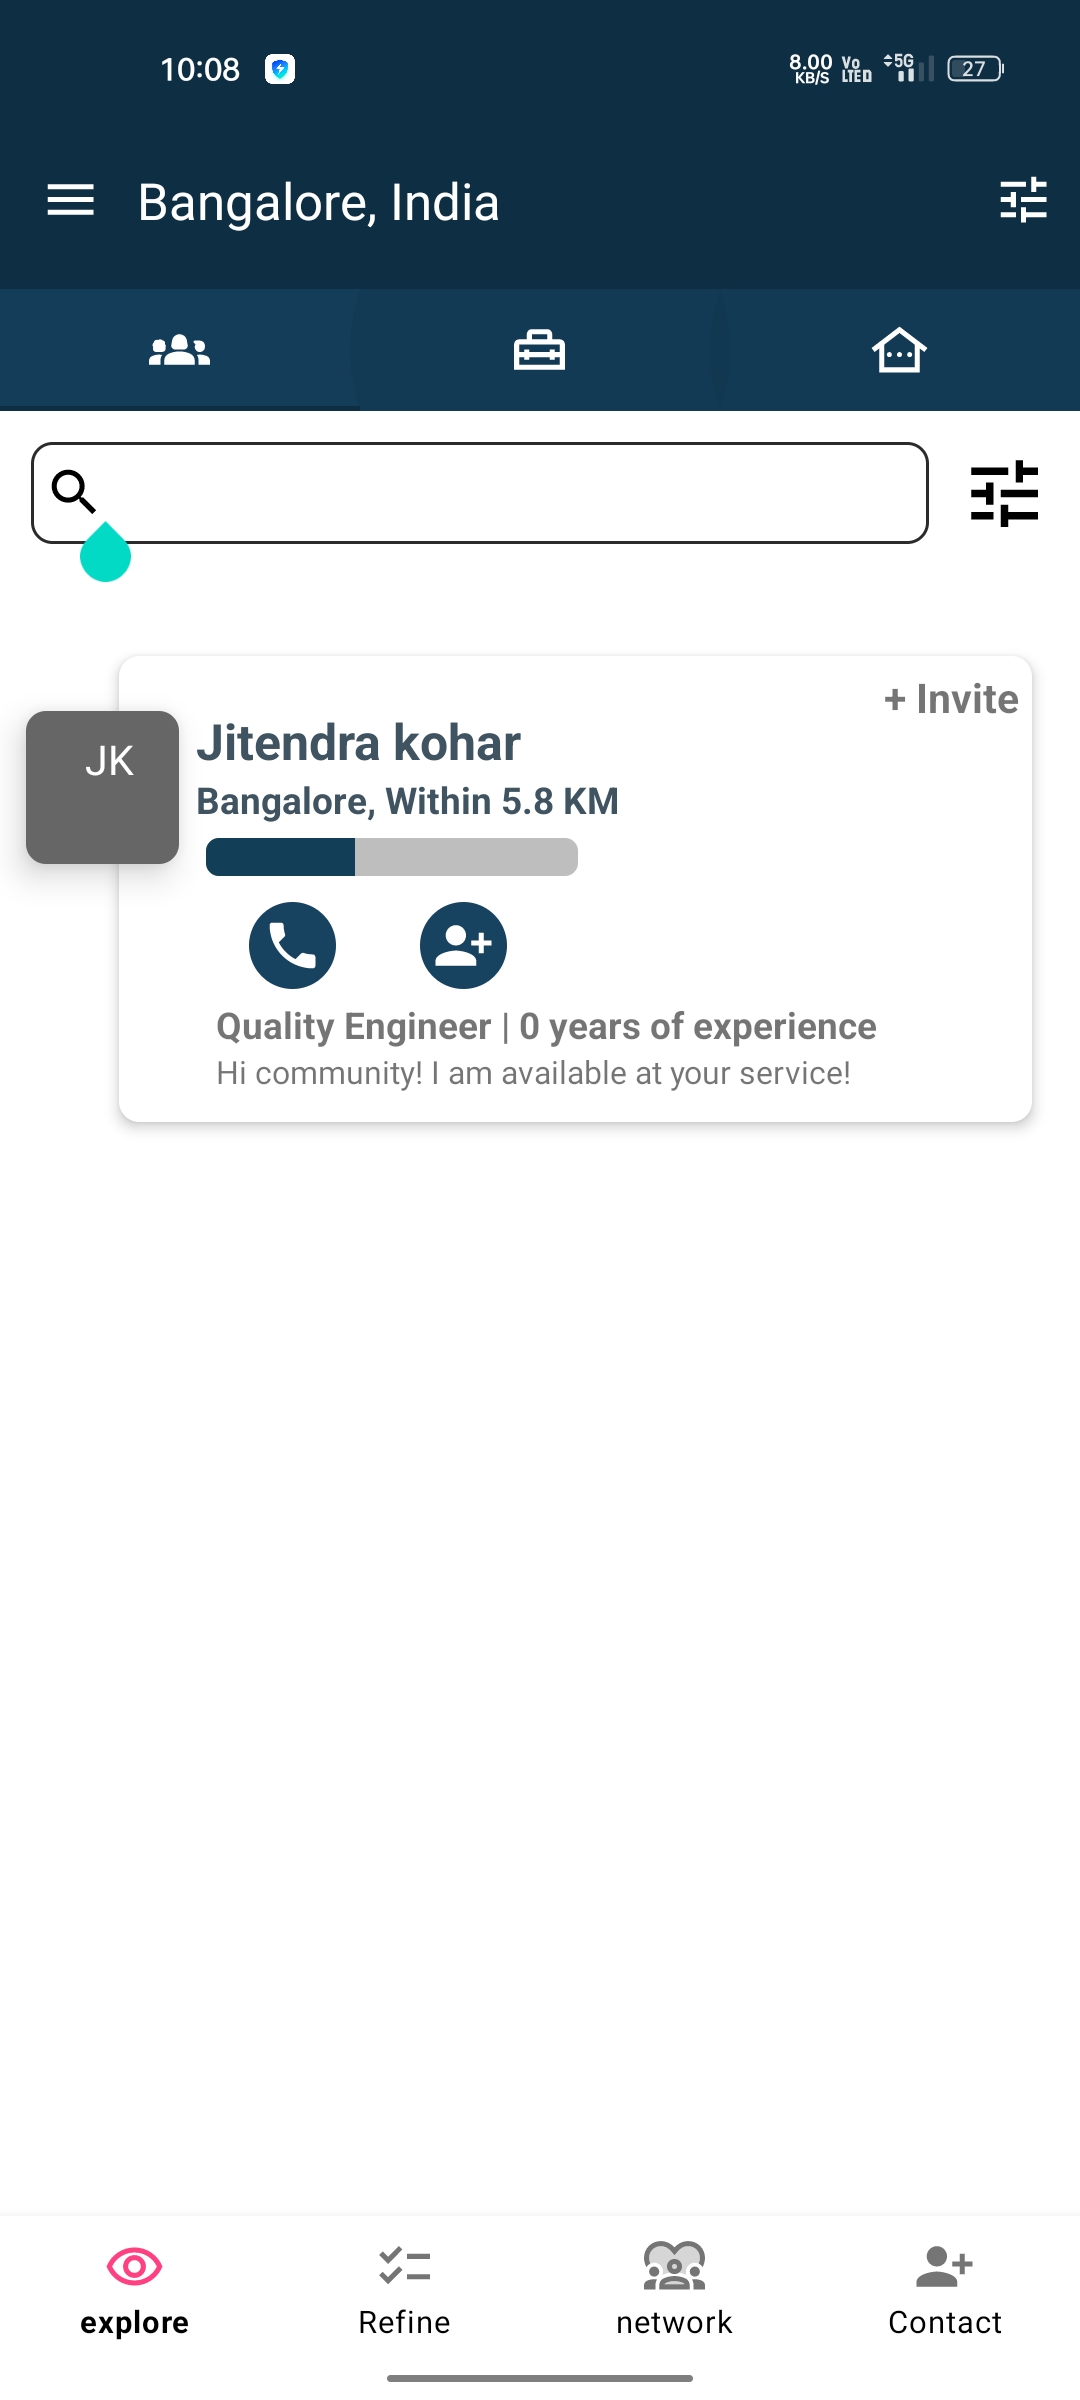 10:08
8.00 KB/S
Vo LTE
5G
27
Bangalore, India
+ Invite
JK
Jitendra kohar
Bangalore, Within 5.8 KM
Quality Engineer | 0 years of experience
Hi community! I am available at your service!
explore
Refine
network
Contact